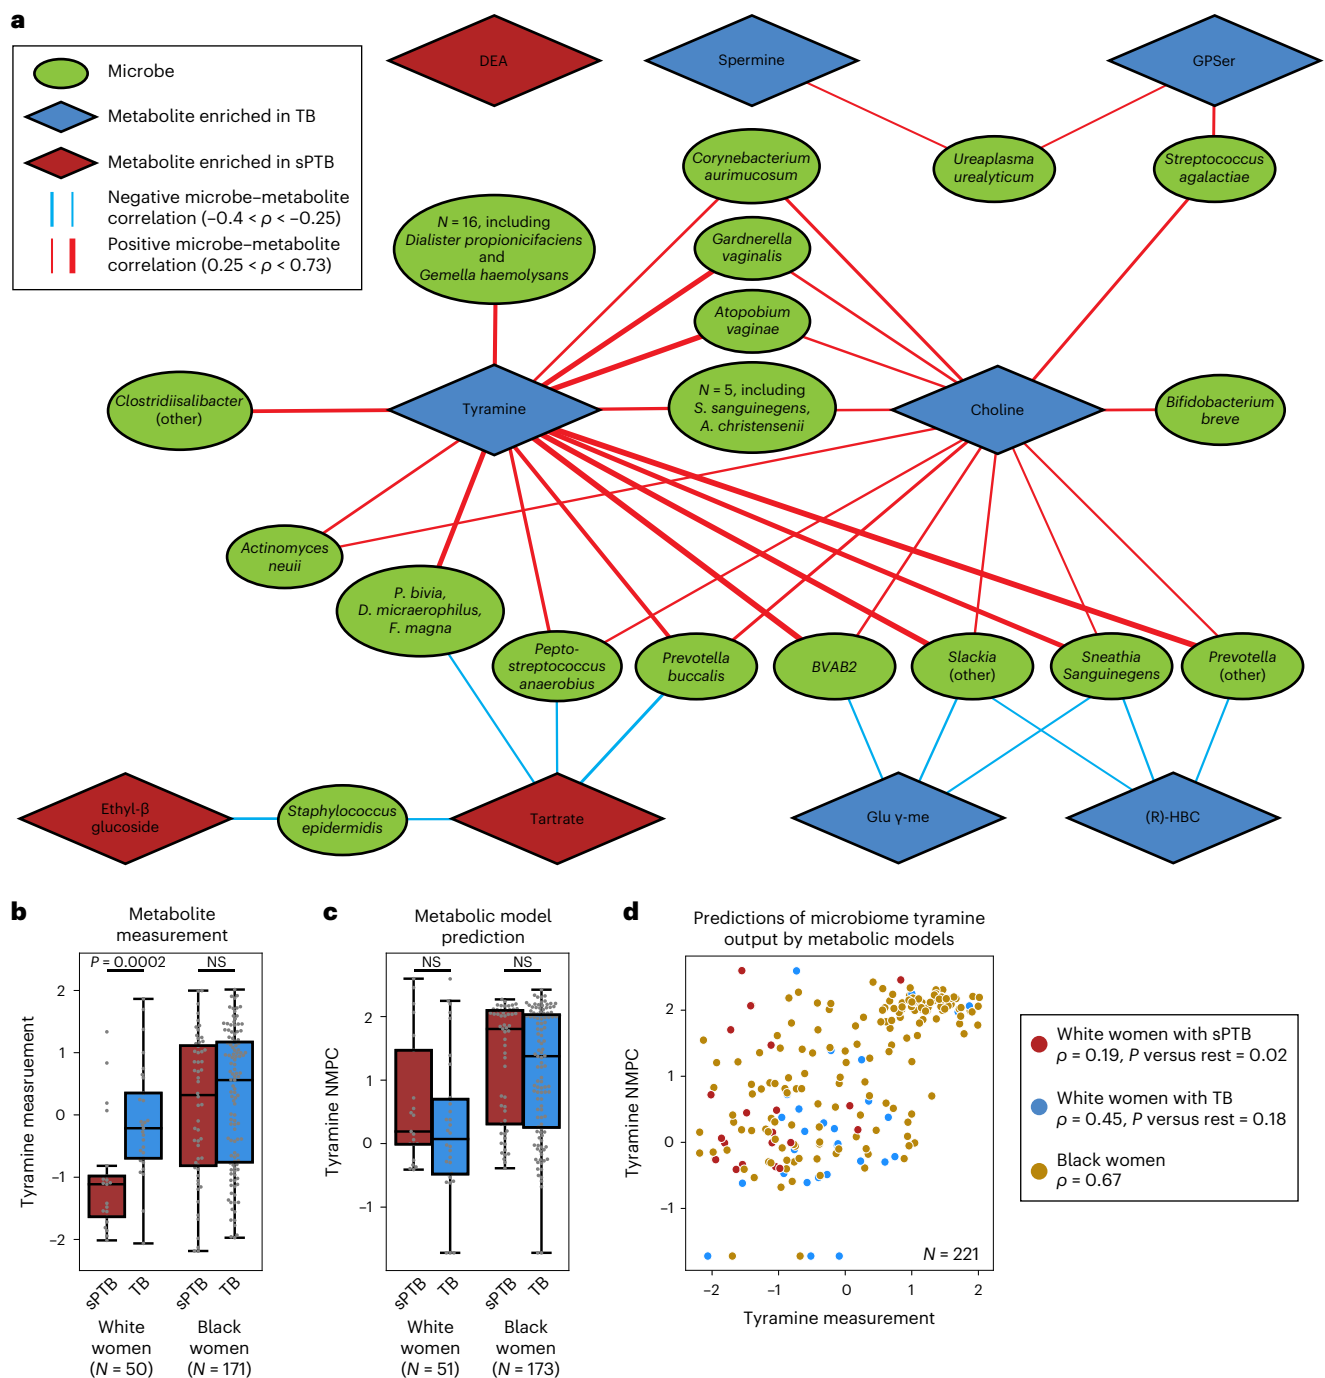 a
Microbe
Metabolite enriched in TB
Metabolite enriched in sPTB
Negative microbe–metabolite
correlation (−0.4 < ρ < −0.25)
Positive microbe–metabolite
correlation (0.25 < ρ < 0.73)
DEA
Spermine
GPSer
Corynebacterium
aurimucosum
Ureaplasma
urealyticum
Streptococcus
agalactiae
N = 16, including
Dialister propionicifaciens
and
Gemella haemolysans
Gardnerella
vaginalis
Atopobium
vaginae
Clostridiisalibacter
(other)
Tyramine
N = 5, including
S. sanguinegens,
A. christensenii
Choline
Bifidobacterium
breve
Actinomyces
neuii
P. bivia,
D. micraerophilus,
F. magna
Pepto-
streptococcus
anaerobius
Prevotella
buccalis
BVAB2
Slackia
(other)
Sneathia
Sanguinegens
Prevotella
(other)
Ethyl-β
glucoside
Staphylococcus
epidermidis
Tartrate
Glu γ-me
(R)-HBC
b
Metabolite
measurement
P = 0.0002
NS
Tyramine measruement
2
1
0
−1
−2
sPTB
TB
sPTB
TB
White
women
(N = 50)
Black
women
(N = 171)
c
Metabolic model
prediction
NS
NS
Tyramine NMPC
2
1
0
−1
sPTB
TB
sPTB
TB
White
women
(N = 51)
Black
women
(N = 173)
d
Predictions of microbiome tyramine
output by metabolic models
Tyramine NMPC
2
1
0
−1
N = 221
−2
−1
0
1
2
Tyramine measurement
White women with sPTB
ρ = 0.19, P versus rest = 0.02
White women with TB
ρ = 0.45, P versus rest = 0.18
Black women
ρ = 0.67